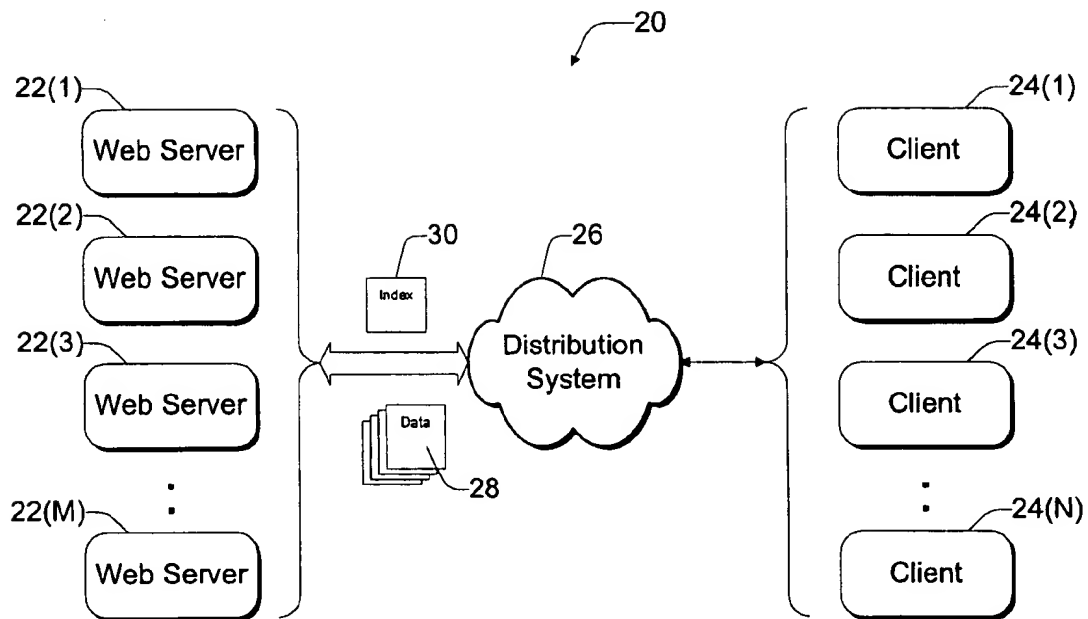 20
22(1)
Web Server
22(2)
Web Server
22(3)
Web Server
22(M)
Web Server
30
Index
Data
28
26
Distribution
System
24(1)
Client
24(2)
Client
24(3)
Client
24(N)
Client